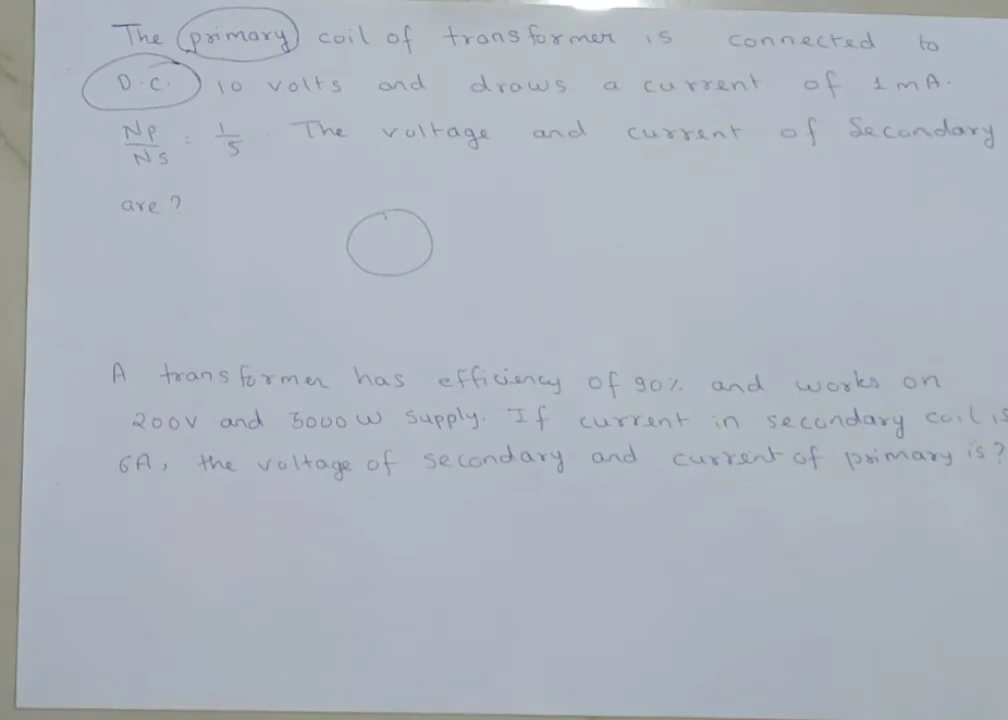 The primary coil of transformer is connected to
D.C. 10 volts and draws a current of 1 mA.
Np/Ns = 1/5. The voltage and current of Secondary
are?
A transformer has efficiency of 90% and works on
200V and 3000 W supply. If current in secondary coil is
6A, the voltage of secondary and current of primary is?